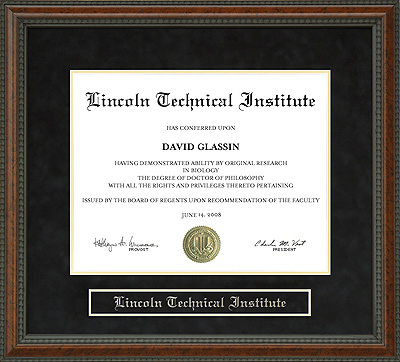 Lincoln Technical Institute
HAS CONFERRED UPON
DAVID GLASSIN
HAVING DEMONSTRATED ABILITY BY ORIGINAL RESEARCH
IN BIOLOGY
THE DEGREE OF DOCTOR OF PHILOSOPHY
WITH ALL THE RIGHTS AND PRIVILEGES THERETO PERTAINING
ISSUED BY THE BOARD OF REGENTS UPON RECOMMENDATION OF THE FACULTY
JUNE 14, 2008
PROVOST
PRESIDENT
Lincoln Technical Institute